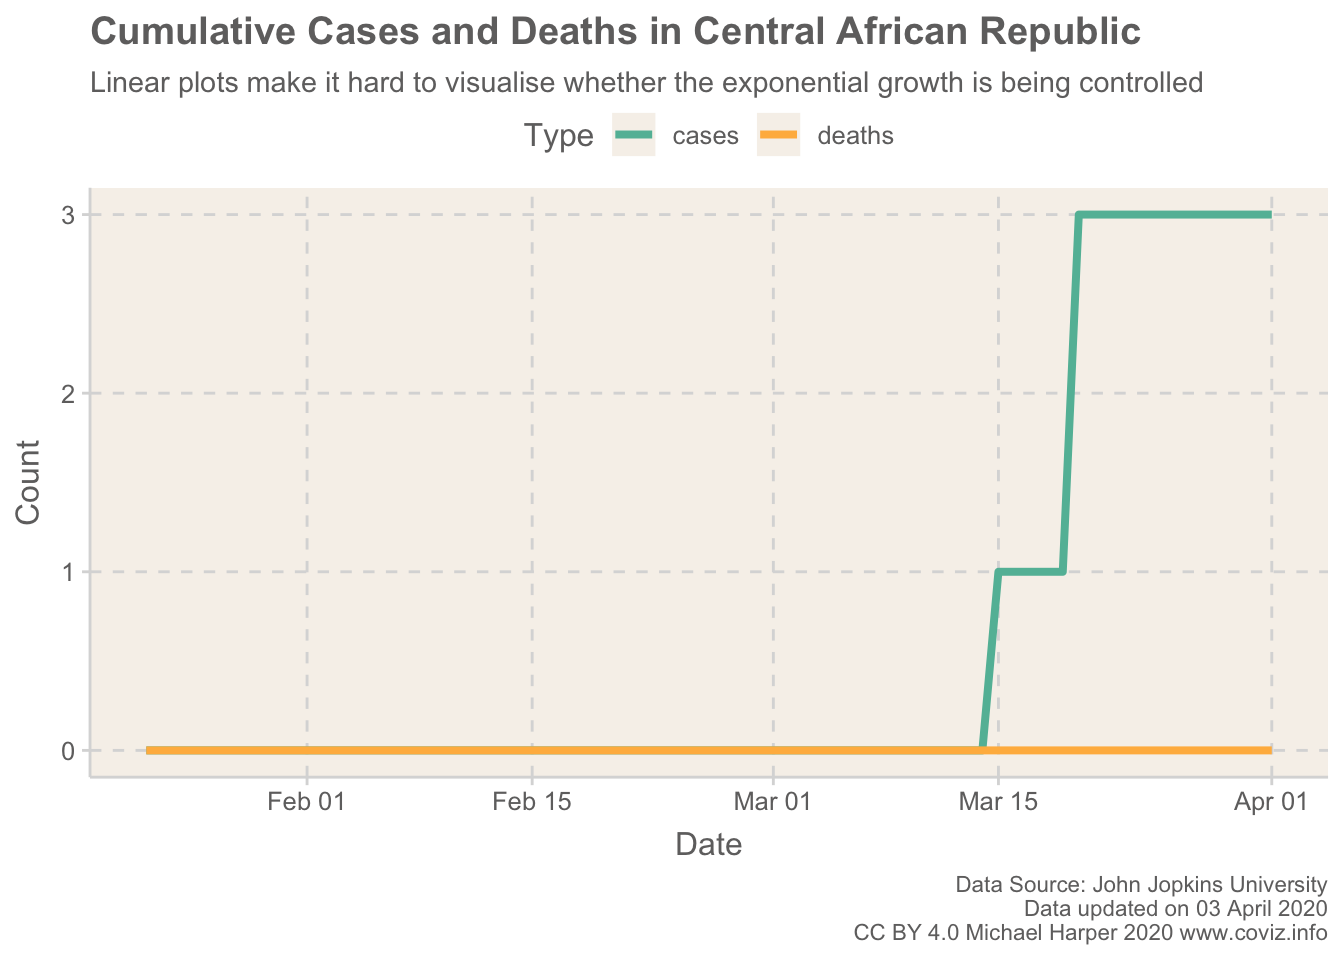 Cumulative Cases and Deaths in Central African Republic
Linear plots make it hard to visualise whether the exponential growth is being controlled
Type cases deaths
3
2
1
0
Count
Feb 01 Feb 15 Mar 01 Mar 15 Apr 01
Date
Data Source: John Jopkins University
Data updated on 03 April 2020
CC BY 4.0 Michael Harper 2020 www.coviz.info